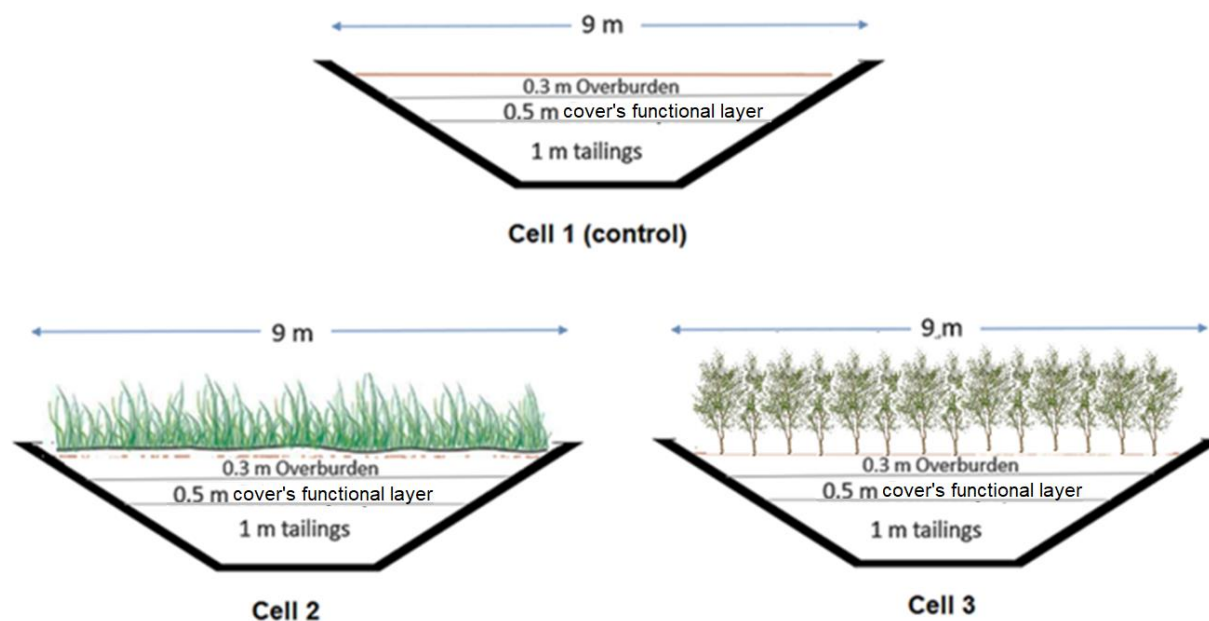 9 m
0.3 m Overburden
0.5 m cover's functional layer
1 m tailings
Cell 1 (control)
9 m
0.3 m Overburden
0.5 m cover's functional layer
1 m tailings
Cell 2
9 m
0.3 m Overburden
0.5 m cover's functional layer
1 m tailings
Cell 3